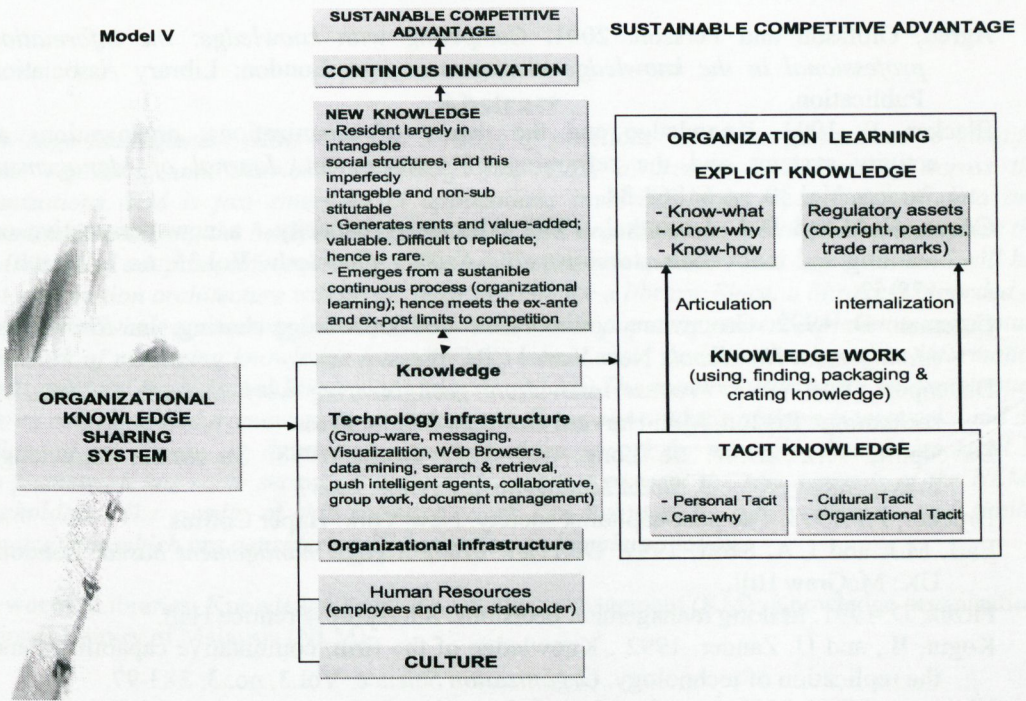 Model V
SUSTAINABLE COMPETITIVE
ADVANTAGE
CONTINOUS INNOVATION
NEW KNOWLEDGE
- Resident largely in
intangeble
social structures, and this
imperfecly
intangeble and non-sub
stitutable
- Generates rents and value-added;
valuable. Difficult to replicate;
hence is rare.
- Emerges from a sustanible
continuous process (organizational
learning); hence meets the ex-ante
and ex-post limits to competition
Knowledge
Technology infrastructure
(Group-ware, messaging,
Visualizalition, Web Browsers,
data mining, serarch & retrieval,
push intelligent agents, collaborative,
group work, document management)
Organizational Infrastructure
Human Resources
(employees and other stakeholder)
CULTURE
ORGANIZATIONAL
KNOWLEDGE
SHARING
SYSTEM
SUSTAINABLE COMPETITIVE ADVANTAGE
ORGANIZATION LEARNING
EXPLICIT KNOWLEDGE
- Know-what
- Know-why
- Know-how
Regulatory assets
(copyright, patents,
trade ramarks)
Articulation
internalization
KNOWLEDGE WORK
(using, finding, packaging &
crating knowledge)
TACIT KNOWLEDGE
- Personal Tacit
- Care-why
- Cultural Tacit
- Organizational Tacit